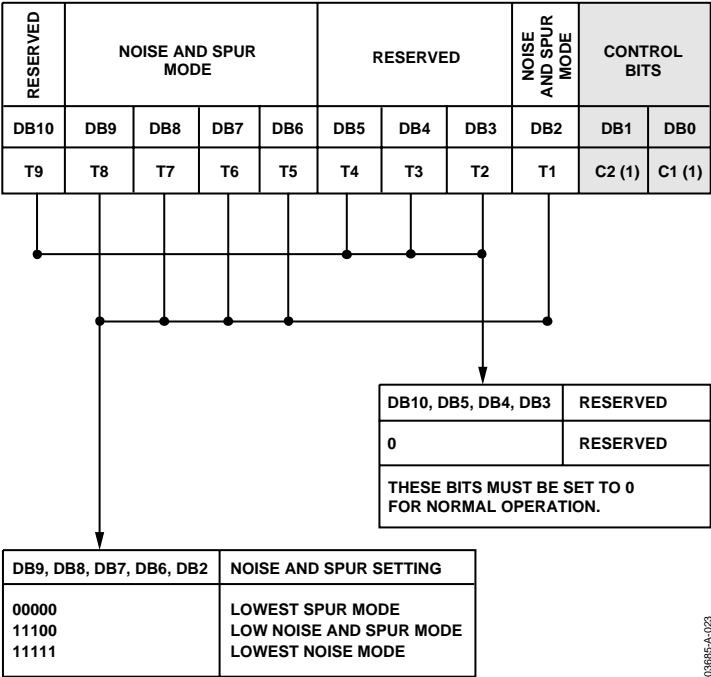 RESERVED
NOISE AND SPUR
MODE
RESERVED
NOISE
AND SPUR
MODE
CONTROL
BITS
DB10 DB9 DB8 DB7 DB6 DB5 DB4 DB3 DB2 DB1 DB0
T9 T8 T7 T6 T5 T4 T3 T2 T1 C2 (1) C1 (1)
DB10, DB5, DB4, DB3 RESERVED
0 RESERVED
THESE BITS MUST BE SET TO 0
FOR NORMAL OPERATION.
DB9, DB8, DB7, DB6, DB2 NOISE AND SPUR SETTING
00000 LOWEST SPUR MODE
11100 LOW NOISE AND SPUR MODE
11111 LOWEST NOISE MODE
03685-A-023